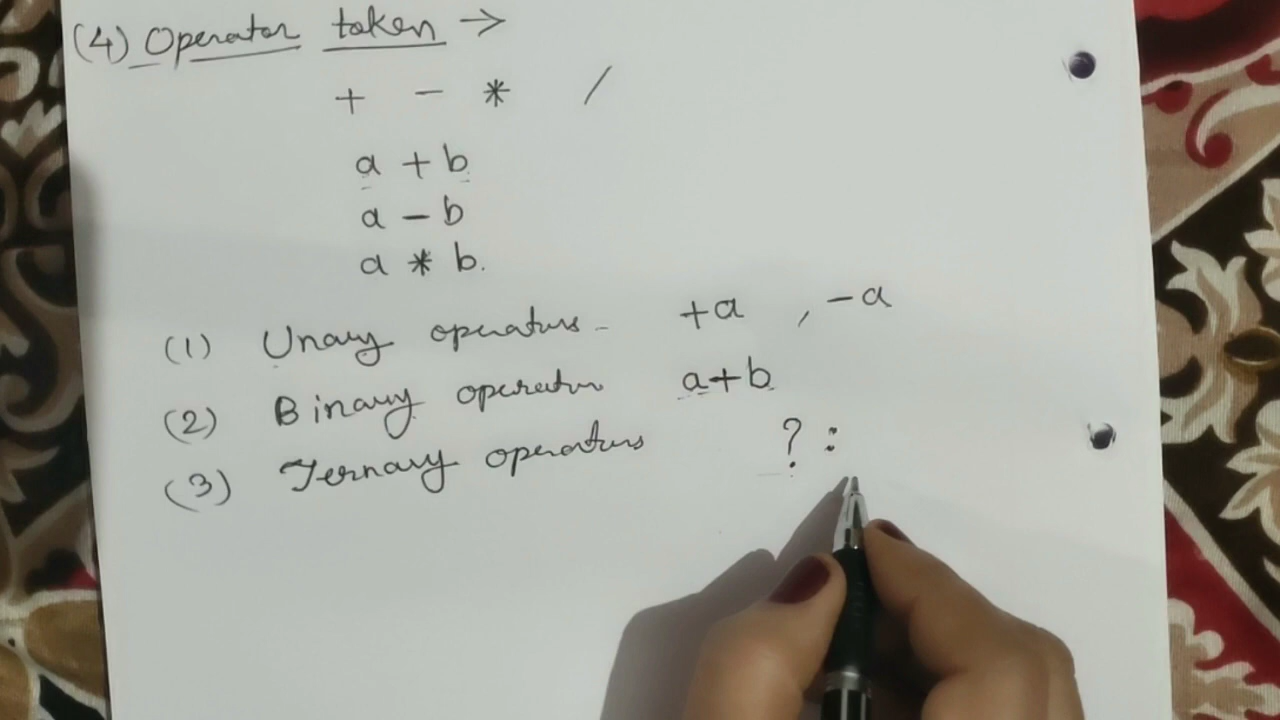 (4) Operator token →
+ - * /
a + b
a - b
a * b.
(1) Unary operators - +a , -a
(2) Binary operator a+b
(3) Ternary operators ? :